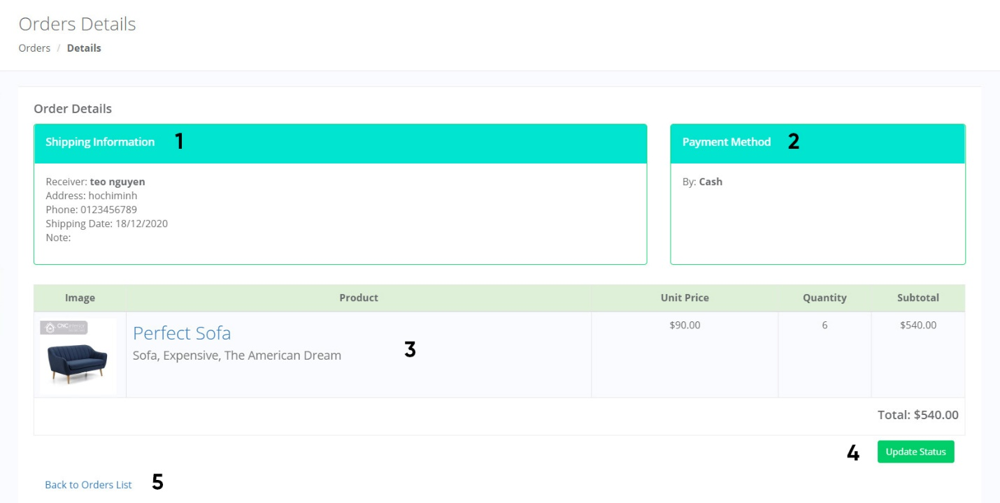 Orders Details
Orders / Details
Order Details
Shipping Information 1
Payment Method 2
Receiver: teo nguyen
Address: hochiminh
Phone: 0123456789
Shipping Date: 18/12/2020
Note:
By: Cash
Image Product Unit Price Quantity Subtotal
CNC
Perfect Sofa
Sofa, Expensive, The American Dream
3
$90.00 6 $540.00
Total: $540.00
4 Update Status
Back to Orders List 5